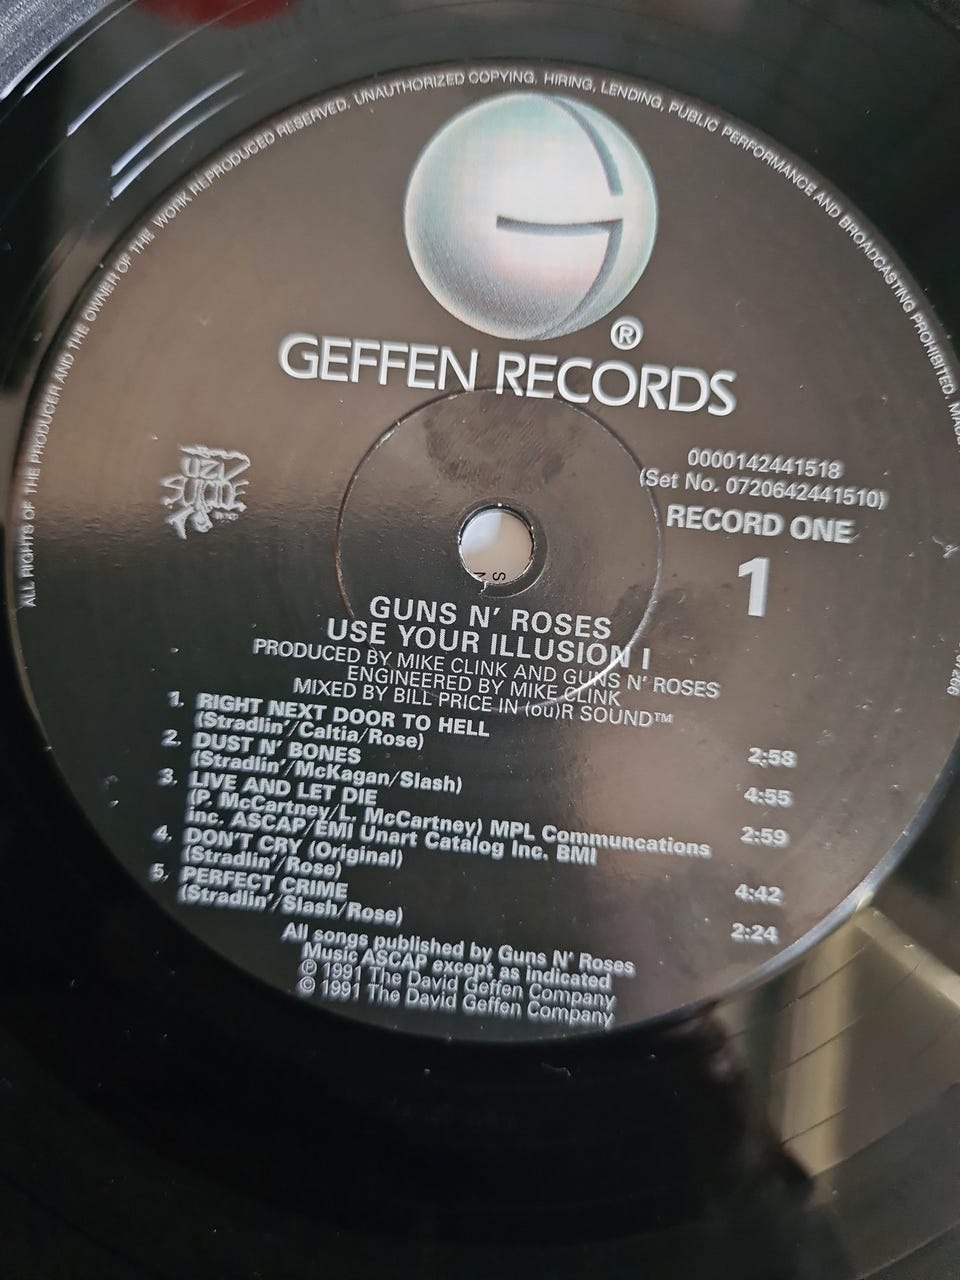 ALL RIGHTS OF THE PRODUCER AND THE OWNER OF THE WORK REPRODUCED RESERVED. UNAUTHORIZED COPYING, HIRING, LENDING, PUBLIC PERFORMANCE AND BROADCASTING PROHIBITED.
GEFFEN RECORDS®
UZI
SUICIDE
0000142441518
(Set No. 0720642441510)
RECORD ONE
1
GUNS N' ROSES
USE YOUR ILLUSION I
PRODUCED BY MIKE CLINK AND GUNS N' ROSES
ENGINEERED BY MIKE CLINK
MIXED BY BILL PRICE IN (ou)R SOUND™
1. RIGHT NEXT DOOR TO HELL 2:58
(Stradlin'/Caltia/Rose)
2. DUST N' BONES 4:55
(Stradlin'/McKagan/Slash)
3. LIVE AND LET DIE 2:59
(P. McCartney/L. McCartney) MPL Communcations
inc. ASCAP/EMI Unart Catalog Inc. BMI
4. DON'T CRY (Original) 4:42
(Stradlin'/Rose)
5. PERFECT CRIME 2:24
(Stradlin'/Slash/Rose)
All songs published by Guns N' Roses
Music ASCAP except as indicated
℗ 1991 The David Geffen Company
© 1991 The David Geffen Company